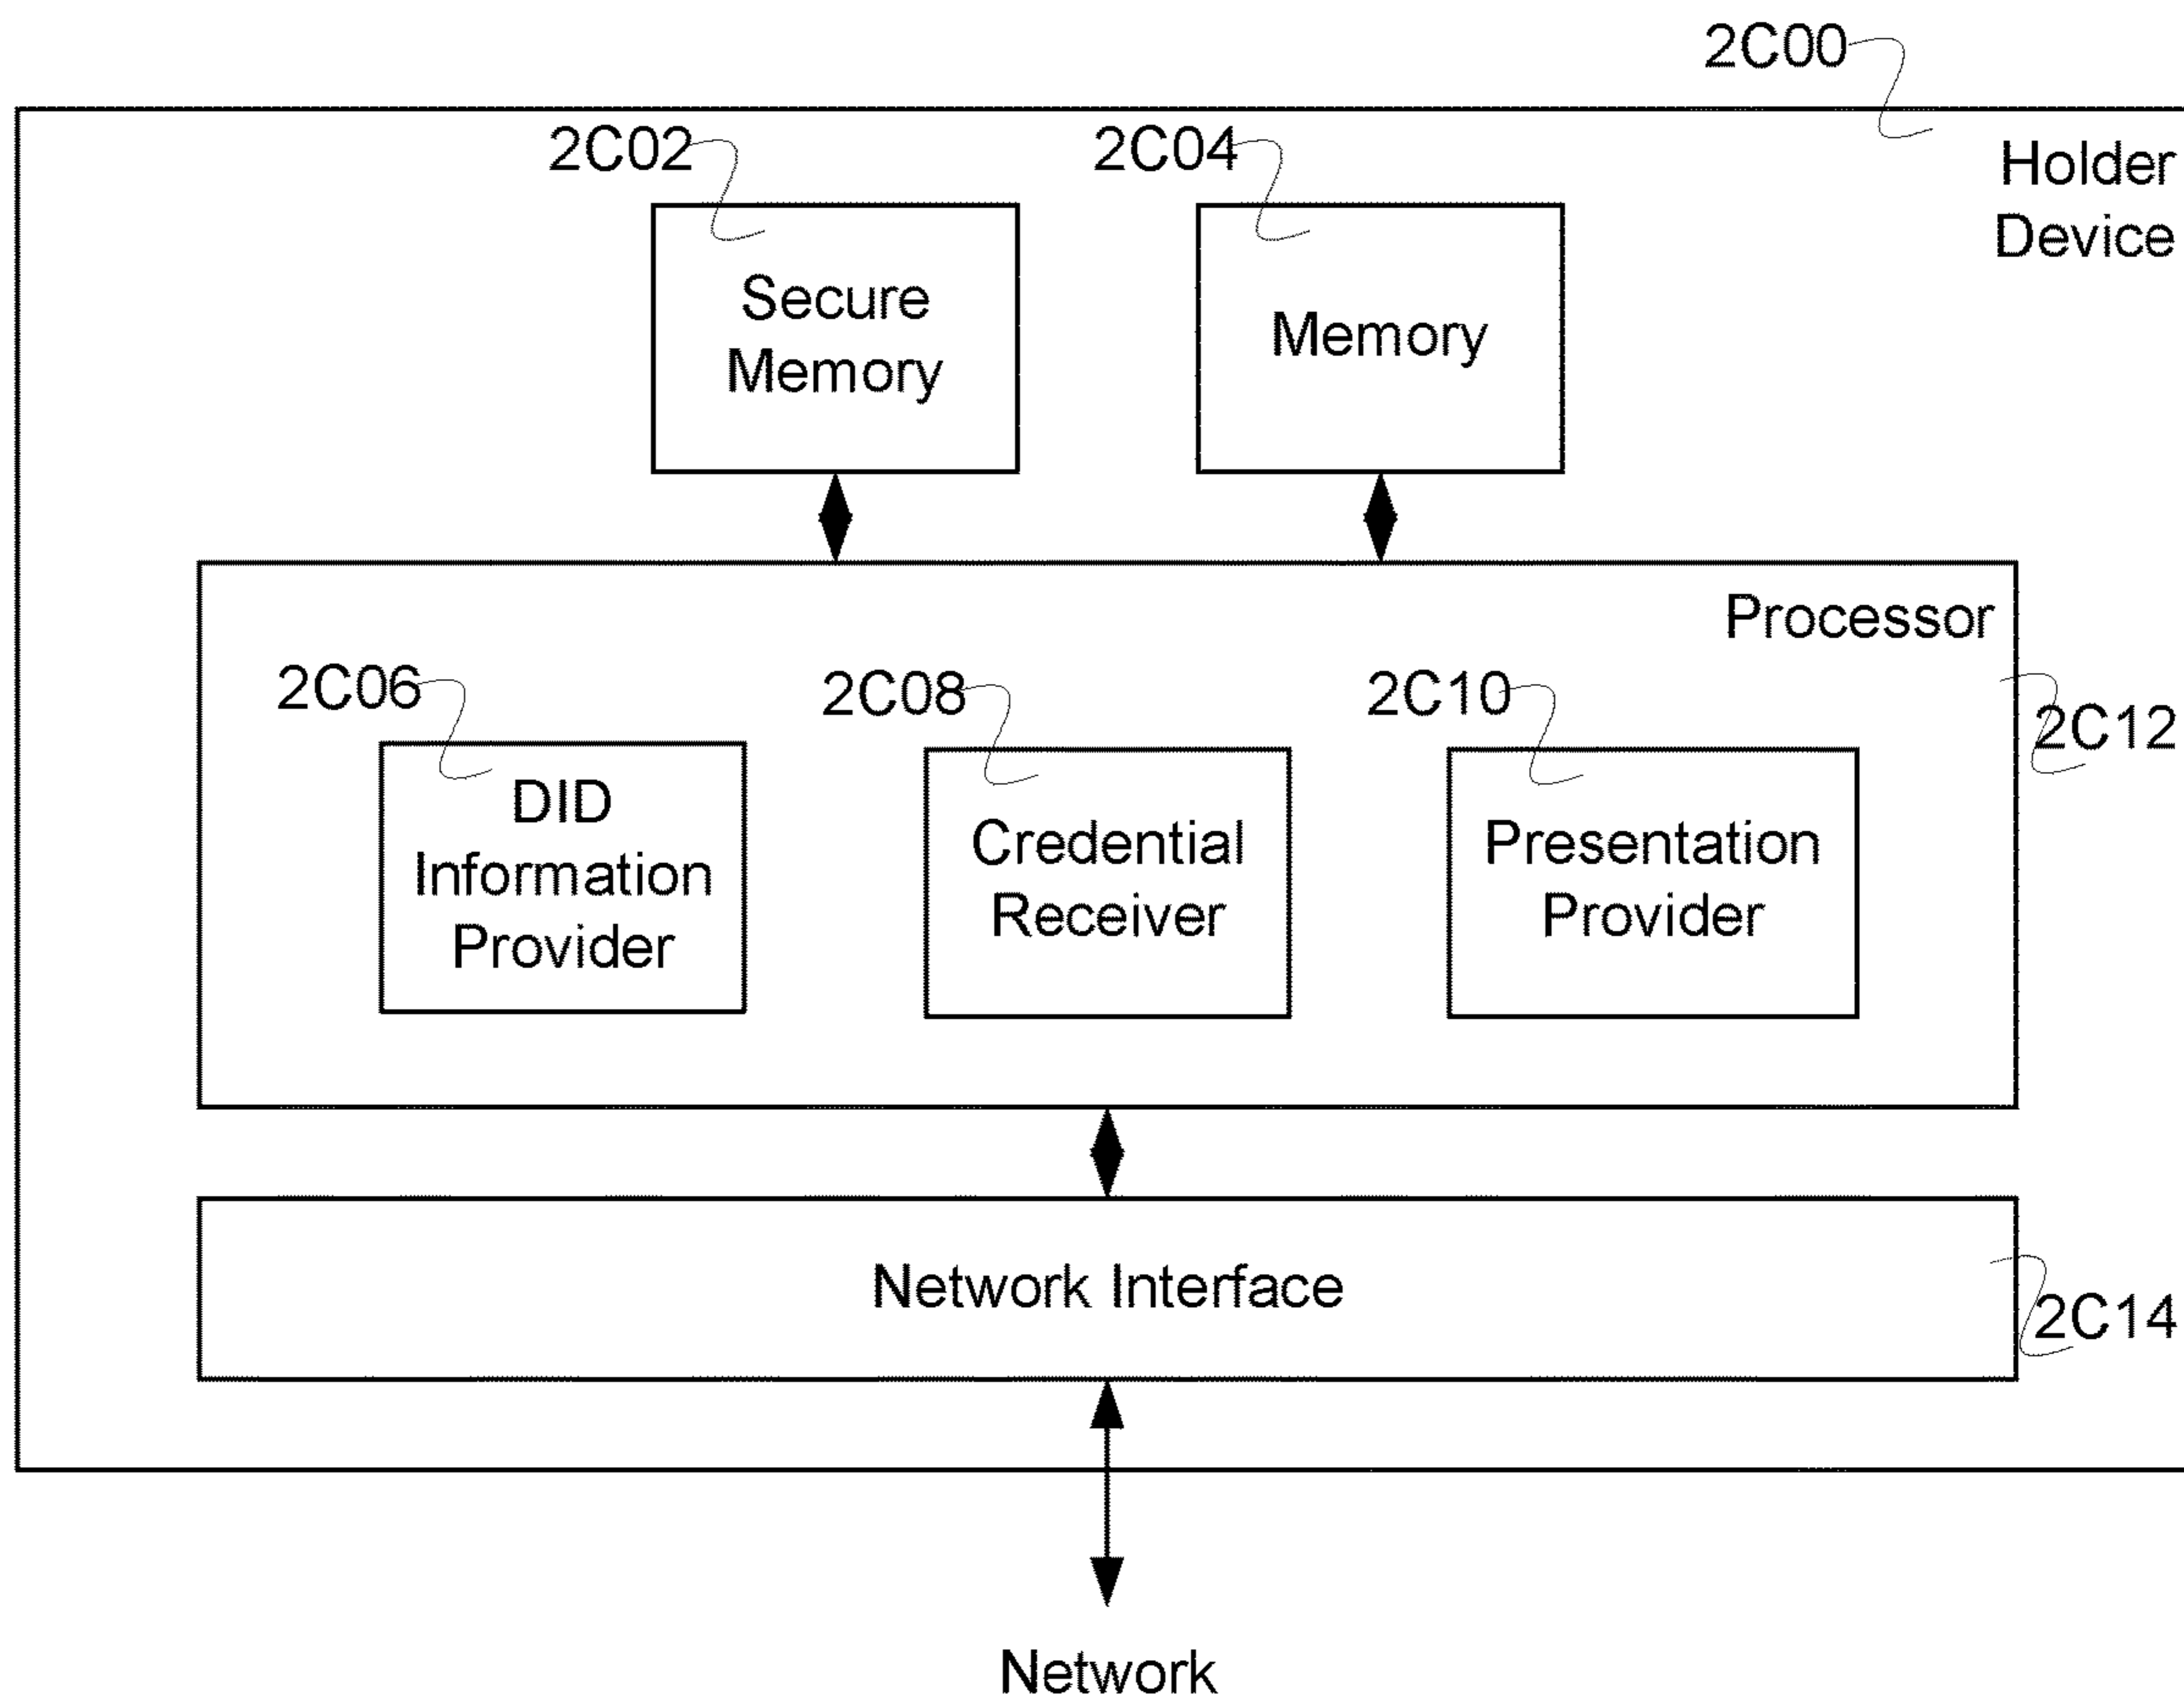 2C00
Holder
Device
2C02
2C04
Secure
Memory
Memory
Processor
2C06
2C08
2C10
2C12
DID
Information
Provider
Credential
Receiver
Presentation
Provider
Network Interface
2C14
Network